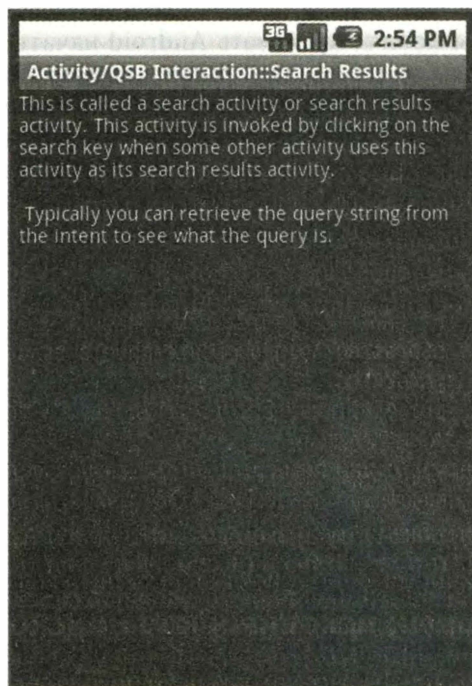 3G 2:54 PM
Activity/QSB Interaction::Search Results
This is called a search activity or search results
activity. This activity is invoked by clicking on the
search key when some other activity uses this
activity as its search results activity.
Typically you can retrieve the query string from
the intent to see what the query is.